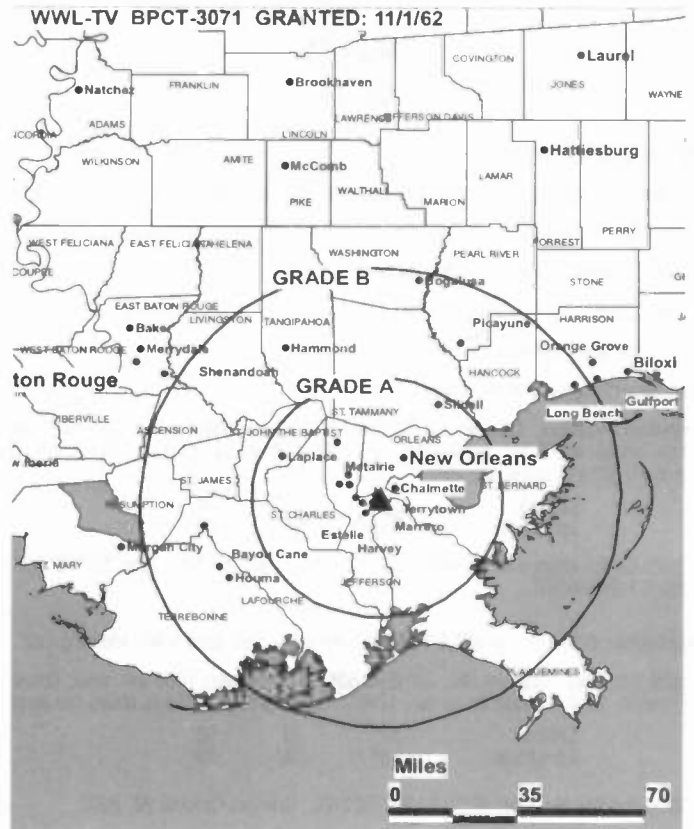 WWL-TV BPCT-3071 GRANTED: 11/1/62
COVINGTON
Laurel
Natchez
FRANKLIN
Brookhaven
JONES
WAYNE
ADAMS
LAWRENCE
JEFFERSON DAVIS
NCORDIA
LINCOLN
WILKINSON
AMITE
McComb
Hattiesburg
LAMAR
PIKE
WALTHALL
MARION
PERRY
WEST FELICIANA
EAST FELICIANA
HELENA
WASHINGTON
PEARL RIVER
FORREST
COUPEE
GRADE B
Bogalusa
STONE
EAST BATON ROUGE
LIVINGSTON
TANGIPAHOA
Picayune
HARRISON
Bake
Orange Grove
WEST BATON ROUGE
Merrydale
Hammond
Biloxi
ton Rouge
Shenandoah
HANCOCK
GRADE A
Gulfport
IBERVILLE
ST. TAMMANY
Slidell
Long Beach
ASCENSION
ST JOHN THE BAPTIST
ORLEANS
w Iberia
Laplace
Metairie
New Orleans
ST. JAMES
Chalmette
ST BERNARD
SUMPTION
ST CHARLES
Terrytown
Marrero
Estelle
ST. MARY
Morgan City
Bayou Cane
Harvey
Houma
JEFFERSON
LAFOURCHE
TERREBONNE
PLAQUEMINES
Miles
0 35 70